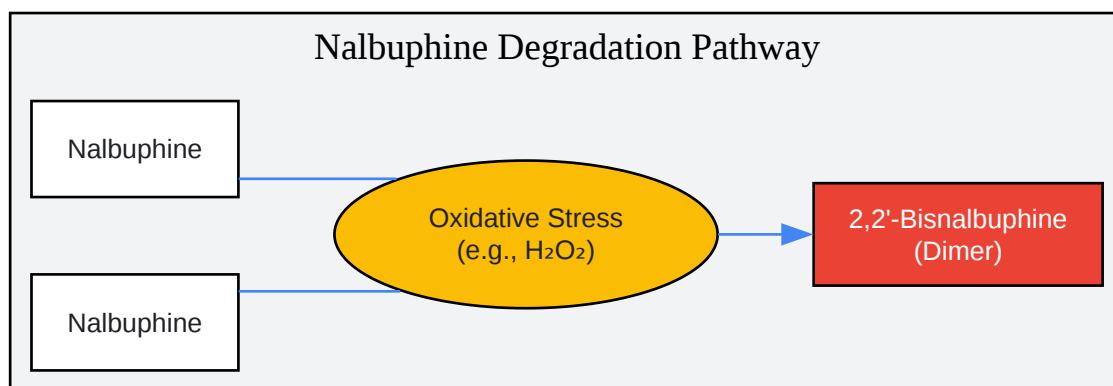 Nalbuphine Degradation Pathway
Nalbuphine
Oxidative Stress
(e.g., H₂O₂)
2,2'-Bisnalbuphine
(Dimer)
Nalbuphine